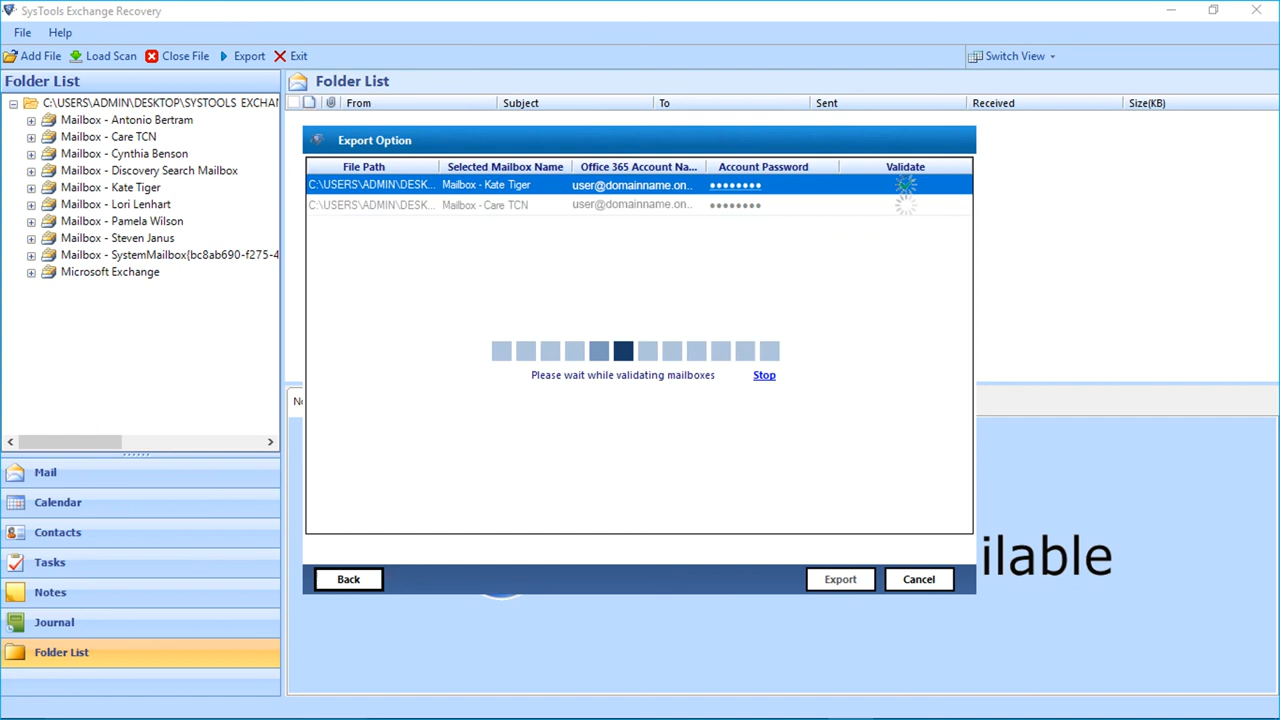 SysTools Exchange Recovery
File Help
Add File Load Scan Close File Export Exit Switch View
Folder List
C:\USERS\ADMIN\DESKTOP\SYSTOOLS EXCHAN
Mailbox - Antonio Bertram
Mailbox - Care TCN
Mailbox - Cynthia Benson
Mailbox - Discovery Search Mailbox
Mailbox - Kate Tiger
Mailbox - Lori Lenhart
Mailbox - Pamela Wilson
Mailbox - Steven Janus
Mailbox - SystemMailbox{bc8ab690-f275-4
Microsoft Exchange
Mail
Calendar
Contacts
Tasks
Notes
Journal
Folder List
Folder List
From Subject To Sent Received Size(KB)
Export Option
File Path Selected Mailbox Name Office 365 Account Na... Account Password Validate
C:\USERS\ADMIN\DESK... Mailbox - Kate Tiger user@domainname.on.. ••••••••
C:\USERS\ADMIN\DESK... Mailbox - Care TCN user@domainname.on.. ••••••••
Please wait while validating mailboxes Stop
Back Export Cancel
ilable